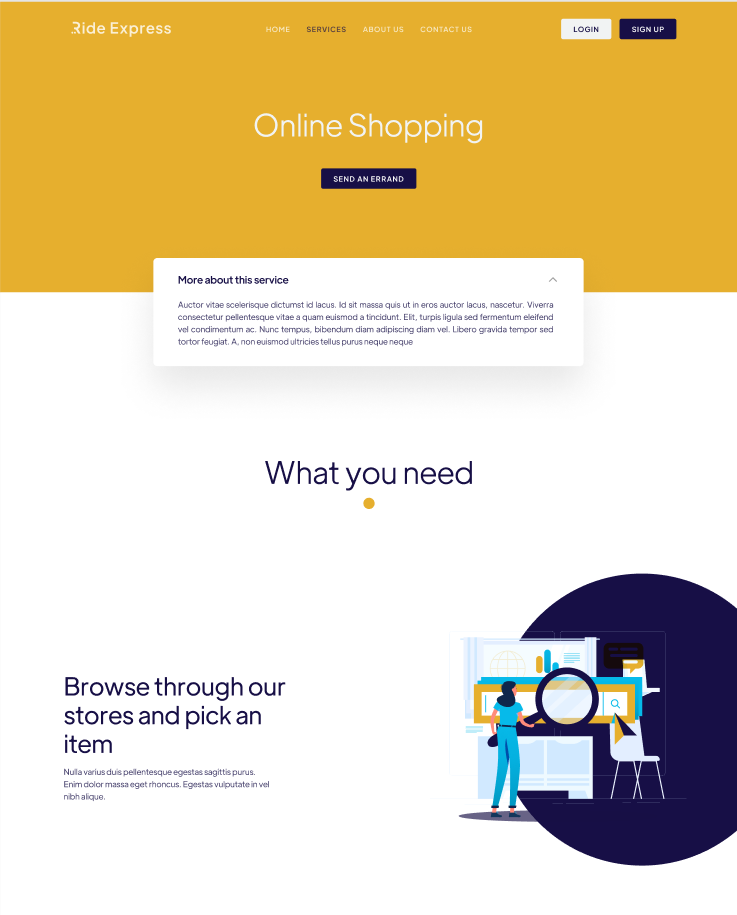 Ride Express
HOME SERVICES ABOUT US CONTACT US
LOGIN SIGN UP
Online Shopping
SEND AN ERRAND
More about this service
Auctor vitae scelerisque dictumst id lacus. Id sit massa quis ut in eros auctor lacus, nascetur. Viverra
consectetur pellentesque vitae a quam euismod a tincidunt. Elit, turpis ligula sed fermentum eleifend
vel condimentum ac. Nunc tempus, bibendum diam adipiscing diam vel. Libero gravida tempor sed
tortor feugiat. A, non euismod ultricies tellus purus neque neque
What you need
Browse through our
stores and pick an
item
Nulla varius duis pellentesque egestas sagittis purus.
Enim dolor massa eget rhoncus. Egestas vulputate in vel
nibh alique.